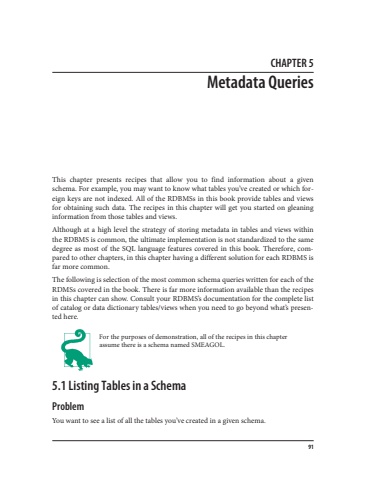 CHAPTER 5
Metadata Queries
This chapter presents recipes that allow you to find information about a given
schema. For example, you may want to know what tables you've created or which for-
eign keys are not indexed. All of the RDBMSs in this book provide tables and views
for obtaining such data. The recipes in this chapter will get you started on gleaning
information from those tables and views.
Although at a high level the strategy of storing metadata in tables and views within
the RDBMS is common, the ultimate implementation is not standardized to the same
degree as most of the SQL language features covered in this book. Therefore, com-
pared to other chapters, in this chapter having a different solution for each RDBMS is
far more common.
The following is selection of the most common schema queries written for each of the
RDMSs covered in the book. There is far more information available than the recipes
in this chapter can show. Consult your RDBMS's documentation for the complete list
of catalog or data dictionary tables/views when you need to go beyond what's presen-
ted here.
For the purposes of demonstration, all of the recipes in this chapter
assume there is a schema named SMEAGOL.
5.1 Listing Tables in a Schema
Problem
You want to see a list of all the tables you've created in a given schema.
91